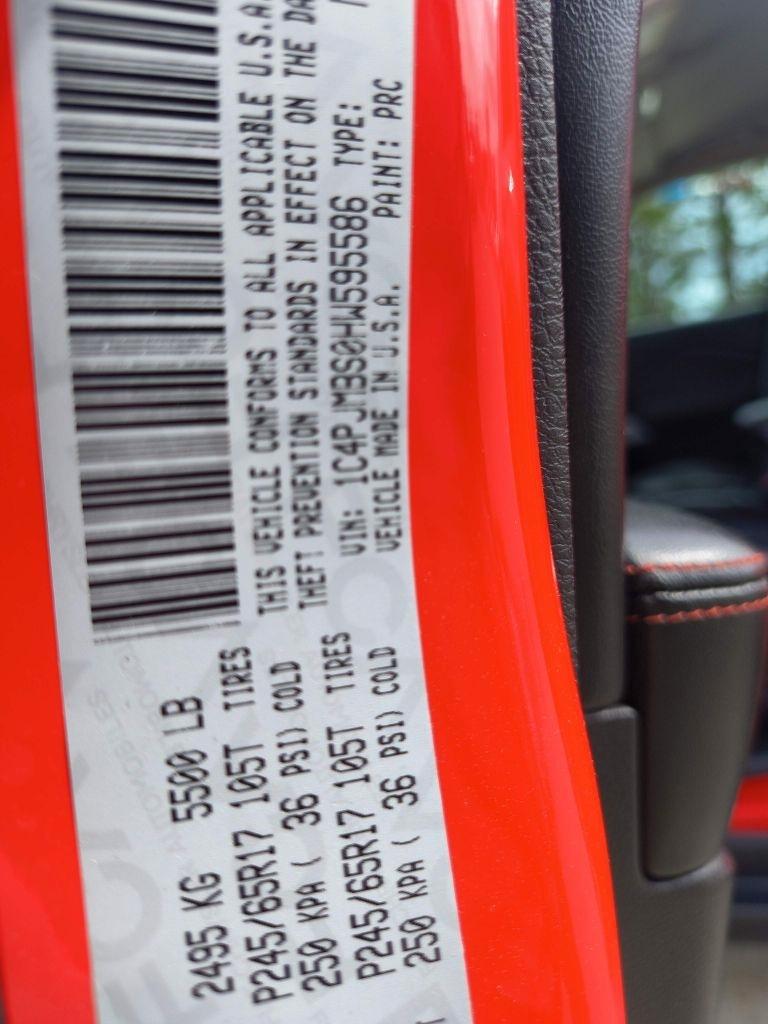 2495 KG 5500 LB
P245/65R17 105T TIRES
250 KPA ( 36 PSI) COLD
P245/65R17 105T TIRES
250 KPA ( 36 PSI) COLD
THIS VEHICLE CONFORMS TO ALL APPLICABLE U.S.A.
THEFT PREVENTION STANDARDS IN EFFECT ON THE DA
VIN: 1C4PJMBS0HW595586 TYPE:
VEHICLE MADE IN U.S.A. PAINT: PRC